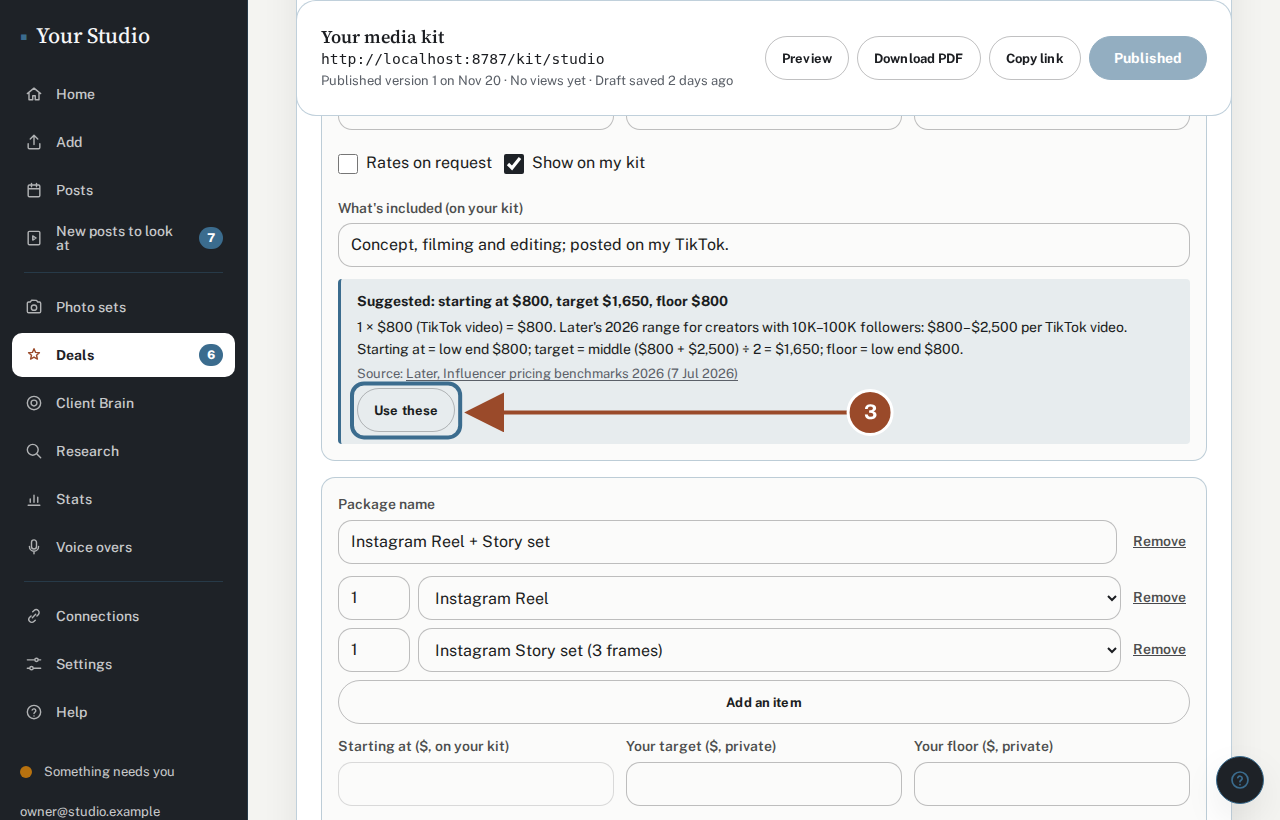 Your Studio
Home
Add
Posts
New posts to look at
7
Photo sets
Deals
6
Client Brain
Research
Stats
Voice overs
Connections
Settings
Help
Something needs you
owner@studio.example
Your media kit
http://localhost:8787/kit/studio
Published version 1 on Nov 20 · No views yet · Draft saved 2 days ago
Preview
Download PDF
Copy link
Published
Rates on request
Show on my kit
What's included (on your kit)
Concept, filming and editing; posted on my TikTok.
Suggested: starting at $800, target $1,650, floor $800
1 × $800 (TikTok video) = $800. Later's 2026 range for creators with 10K–100K followers: $800–$2,500 per TikTok video.
Starting at = low end $800; target = middle ($800 + $2,500) ÷ 2 = $1,650; floor = low end $800.
Source: Later, Influencer pricing benchmarks 2026 (7 Jul 2026)
Use these
3
Package name
Instagram Reel + Story set
Remove
1
Instagram Reel
Remove
1
Instagram Story set (3 frames)
Remove
Add an item
Starting at ($, on your kit)
Your target ($, private)
Your floor ($, private)